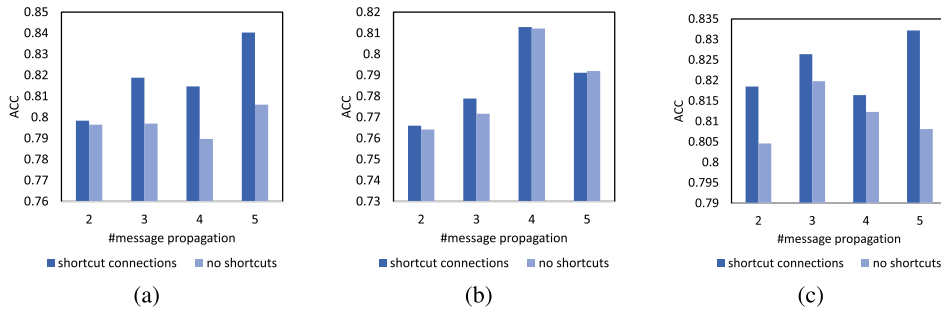 ACC
0.85
0.84
0.83
0.82
0.81
0.8
0.79
0.78
0.77
0.76
2 3 4 5
#message propagation
shortcut connections no shortcuts
(a)
ACC
0.82
0.81
0.8
0.79
0.78
0.77
0.76
0.75
0.74
0.73
2 3 4 5
#message propagation
shortcut connections no shortcuts
(b)
ACC
0.835
0.83
0.825
0.82
0.815
0.81
0.805
0.8
0.795
0.79
2 3 4 5
#message propagation
shortcut connections no shortcuts
(c)